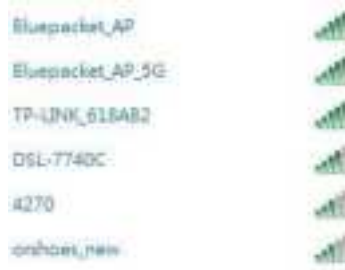 Bluepacket_AP
Bluepacket_AP_5G
TP-LINK_618AB2
DSL-7740C
4270
onshoes_new